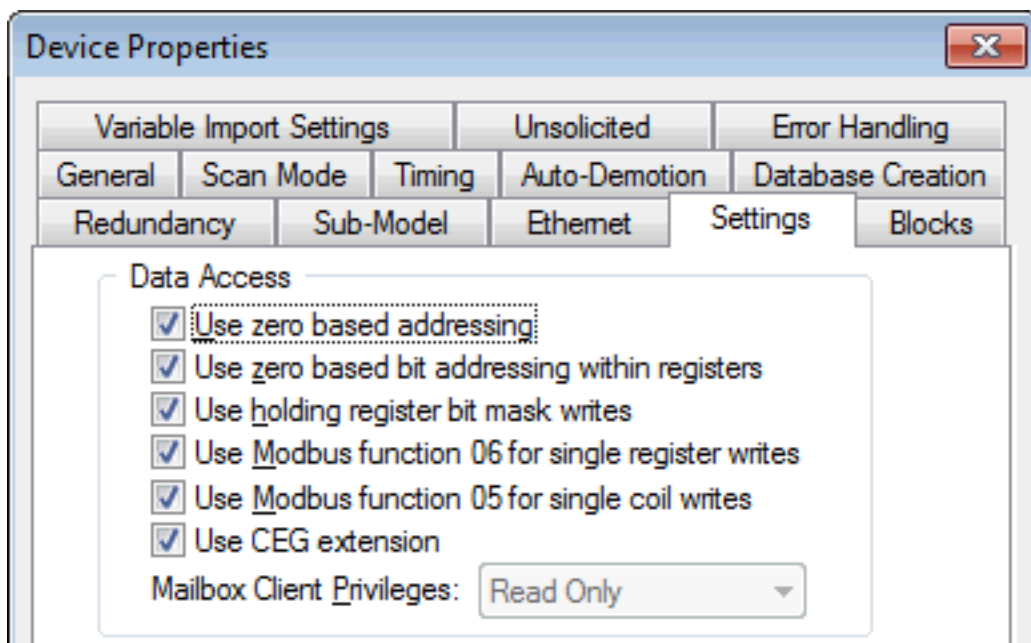 Device Properties
Variable Import Settings Unsolicited Error Handling
General Scan Mode Timing Auto-Demotion Database Creation
Redundancy Sub-Model Ethernet Settings Blocks
Data Access
Use zero based addressing
Use zero based bit addressing within registers
Use holding register bit mask writes
Use Modbus function 06 for single register writes
Use Modbus function 05 for single coil writes
Use CEG extension
Mailbox Client Privileges: Read Only